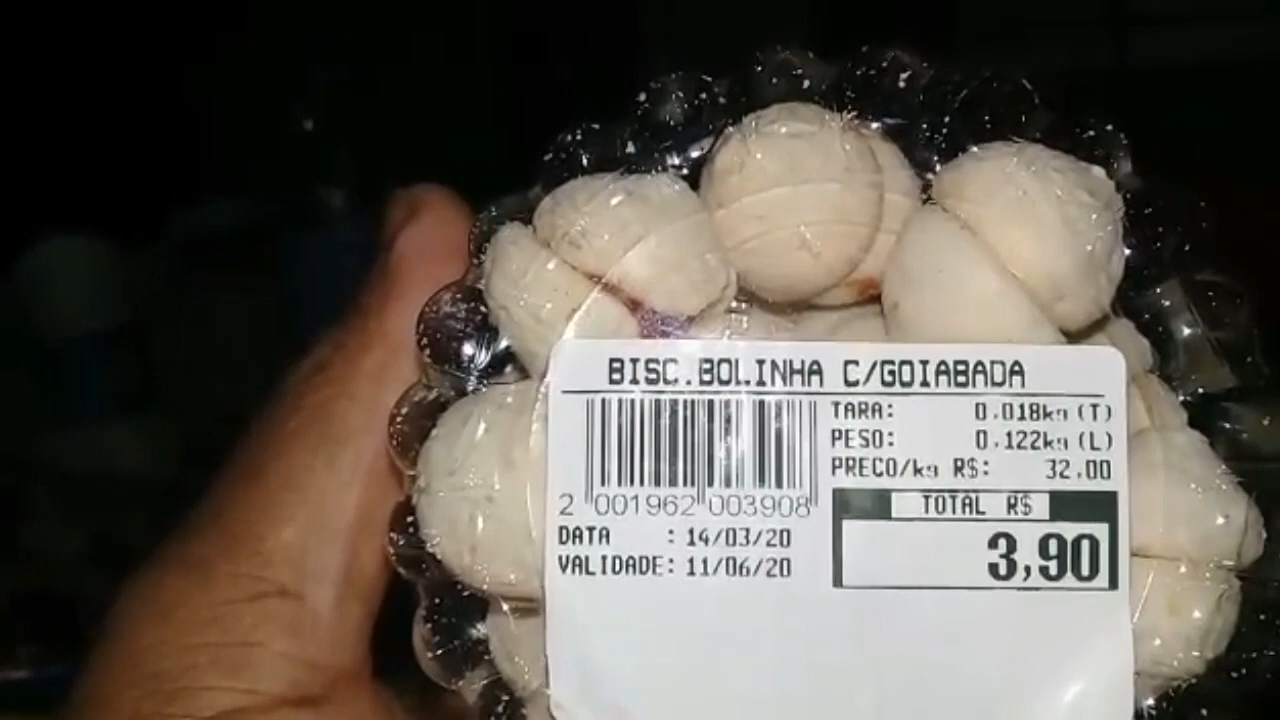 BISC.BOLINHA C/GOIABADA
TARA: 0.018kg (T)
PESO: 0.122kg (L)
PRECO/kg R$: 32.00
2 001962 003908
TOTAL R$
3,90
DATA : 14/03/20
VALIDADE: 11/06/20